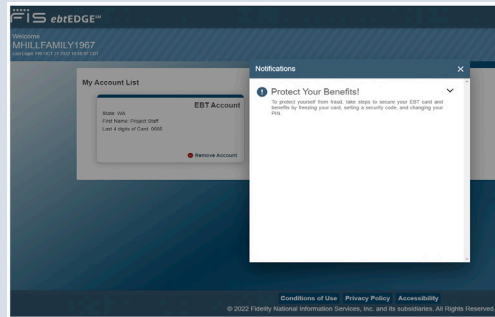 FIS ebtEDGE℠
Welcome
MHILLFAMILY1967
My Account List
EBT Account
State: WA
First Name: Project Staff
Last 4 digits of Card: 0666
Remove Account
Notifications
Protect Your Benefits!
To protect yourself from fraud, take steps to secure your EBT card and
benefits by freezing your card, setting a security code, and changing your
PIN.
Conditions of Use Privacy Policy Accessibility
© 2022 Fidelity National Information Services, Inc. and its subsidiaries. All Rights Reserved.